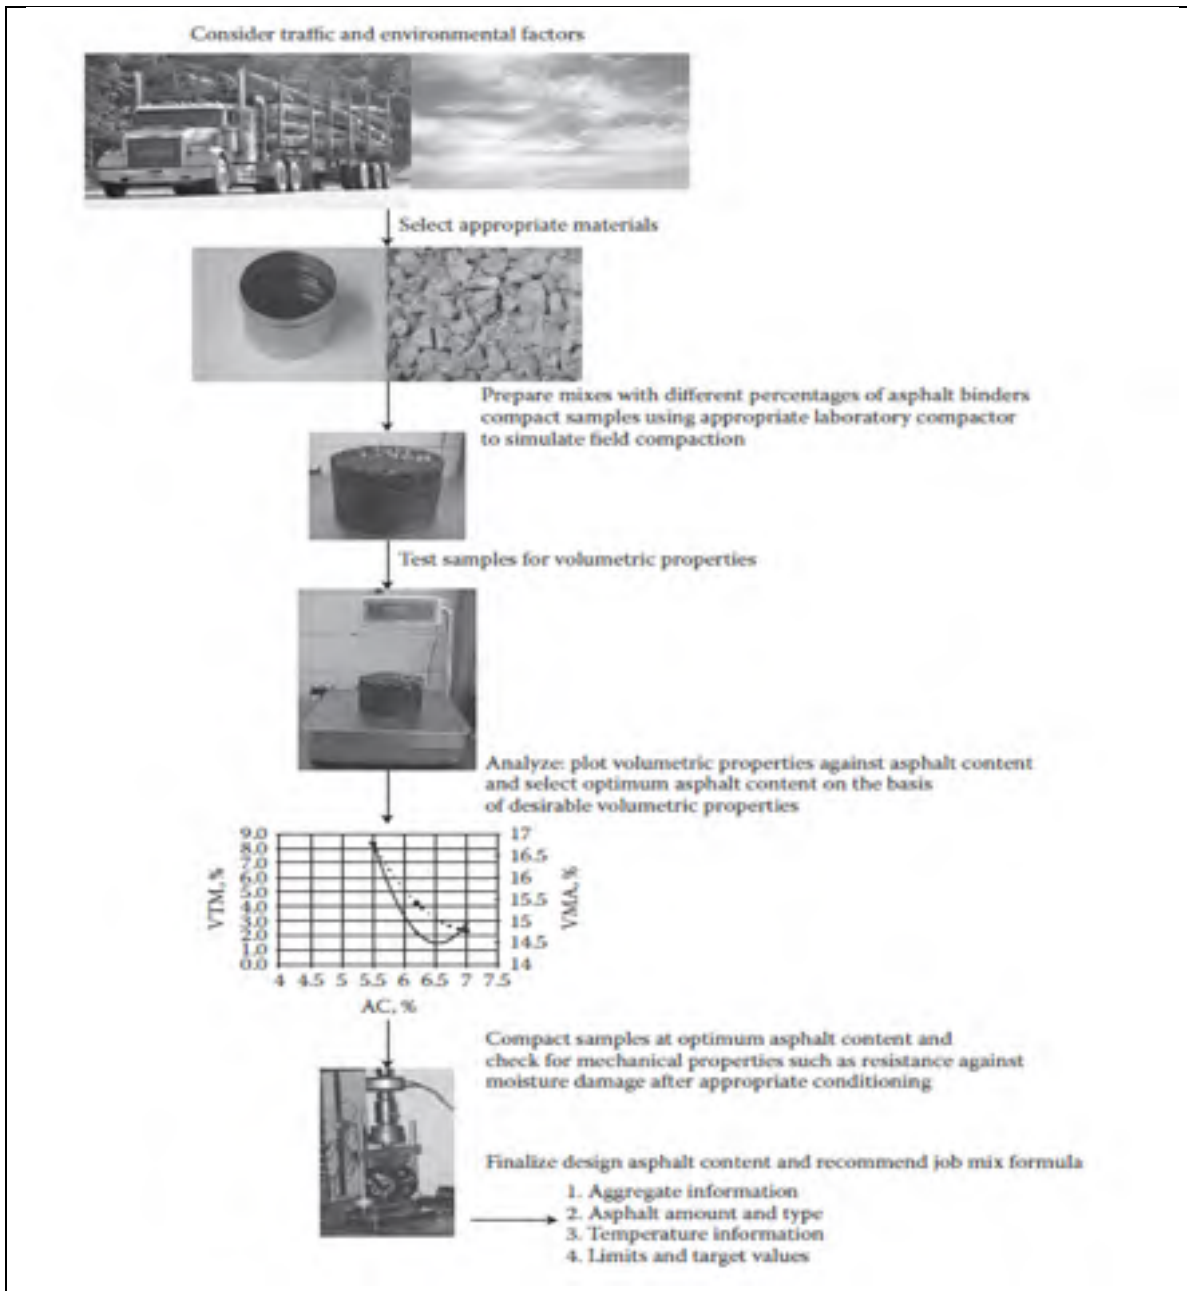 Consider traffic and environmental factors
Select appropriate materials
Prepare mixes with different percentages of asphalt binders
compact samples using appropriate laboratory compactor
to simulate field compaction
Test samples for volumetric properties
Analyze: plot volumetric properties against asphalt content
and select optimum asphalt content on the basis
of desirable volumetric properties
9.0
8.0
7.0
6.0
5.0
4.0
3.0
2.0
1.0
0.0
VTM, %
17
16.5
16
15.5
15
14.5
14
VMA, %
4 4.5 5 5.5 6 6.5 7 7.5
AC, %
Compact samples at optimum asphalt content and
check for mechanical properties such as resistance against
moisture damage after appropriate conditioning
Finalize design asphalt content and recommend job mix formula
1. Aggregate information
2. Asphalt amount and type
3. Temperature information
4. Limits and target values